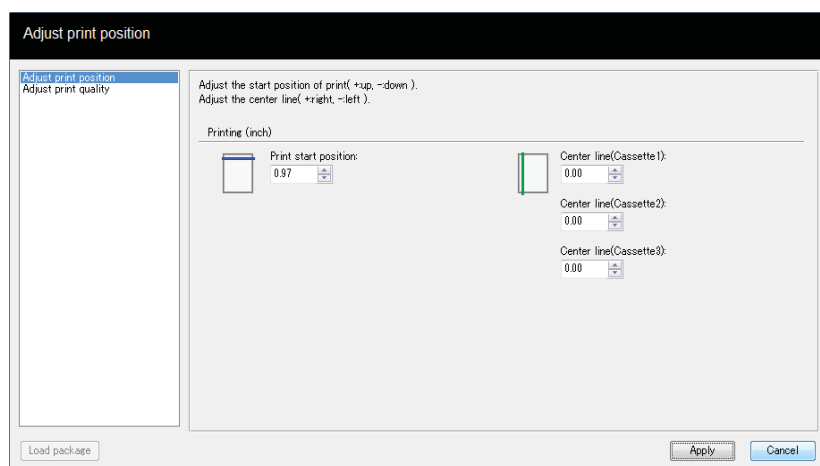 Adjust print position
Adjust print position
Adjust print quality
Adjust the start position of print( +:up, -:down ).
Adjust the center line( +:right, -:left ).
Printing (inch)
Print start position:
0.97
Center line(Cassette1):
0.00
Center line(Cassette2):
0.00
Center line(Cassette3):
0.00
Load package
Apply
Cancel